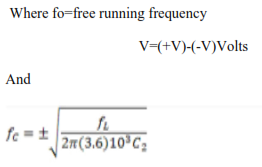 Where fo=free running frequency
V=(+V)-(-V)Volts
And
fc = ± √(fL / 2π(3.6)10³C₂)